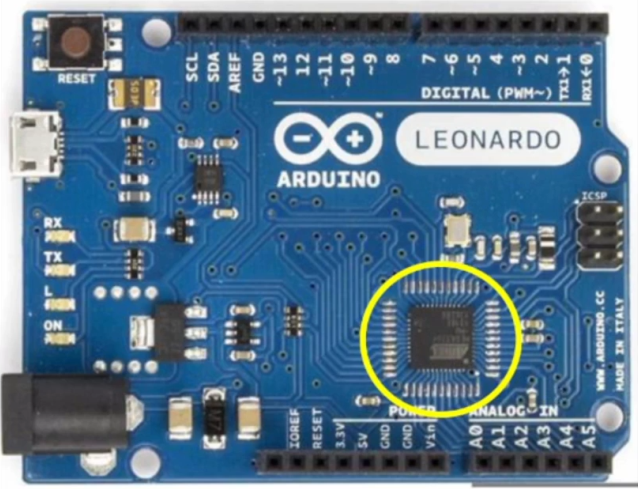 RESET
SCL
SDA
AREF
GND
~13
12
~11
~10
~9
8
7
~6
~5
4
~3
2
TX→1
RX←0
DIGITAL (PWM~)
LEONARDO
ARDUINO
ICSP
RX
TX
L
ON
WWW.ARDUINO.CC
MADE IN ITALY
M7
POWER
ANALOG IN
IOREF
RESET
3.3V
5V
GND
GND
Vin
A0
A1
A2
A3
A4
A5